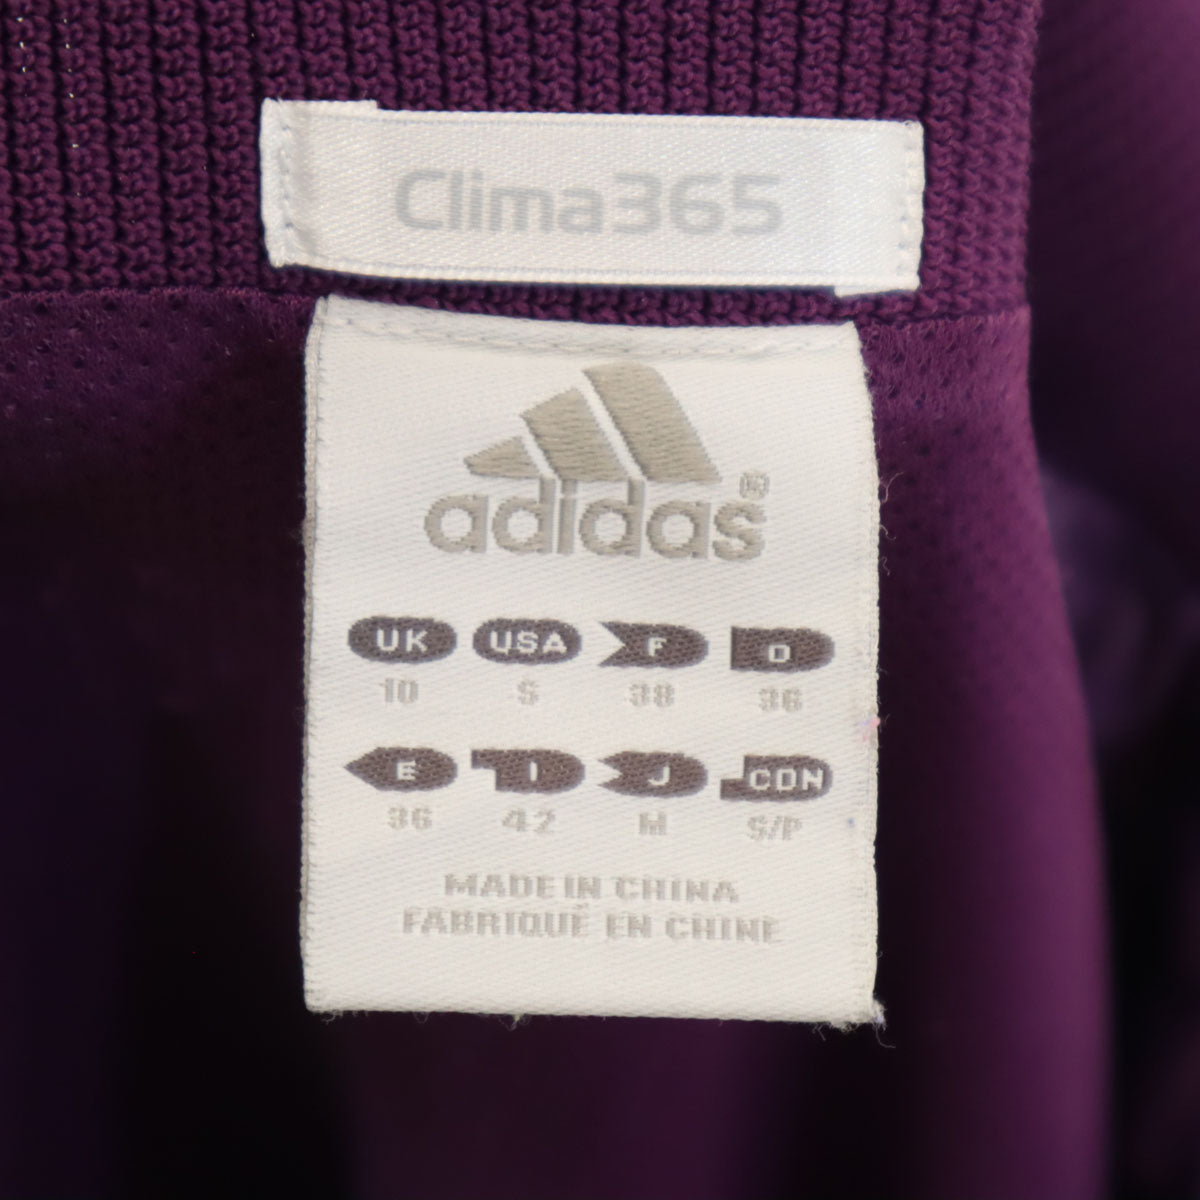 Clima365
adidas®
UK USA F D
10 S 38 36
E I J CDN
36 42 M S/P
MADE IN CHINA
FABRIQUÉ EN CHINE